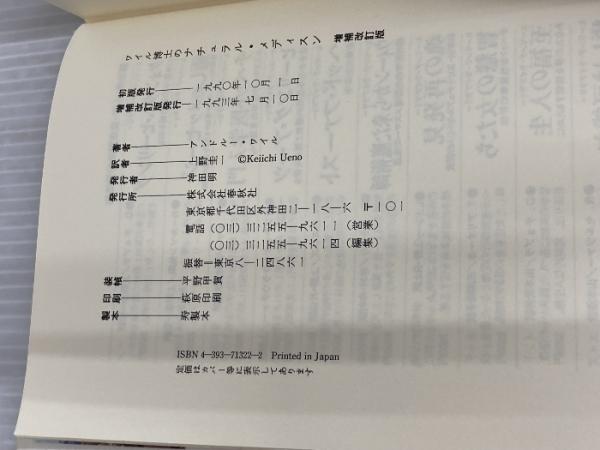 ワイル博士のナチュラル・メディスン 増補改訂版
初版発行――一九九〇年一〇月一日
増補改訂版発行―一九九三年七月一〇日
著者――アンドルー・ワイル
訳者――上野圭一 ©Keiichi Ueno
発行者――神田明
発行所――株式会社春秋社
東京都千代田区外神田二―一八―六 〒一〇一
電話(〇三)三二五五―九六一一(営業)
(〇三)三二五五―九六一四(編集)
振替―東京八―二四八六一
装幀――平野甲賀
印刷――萩原印刷
製本――寿製本
ISBN 4―393―71322―2 Printed in Japan
定価はカバー等に表示してあります